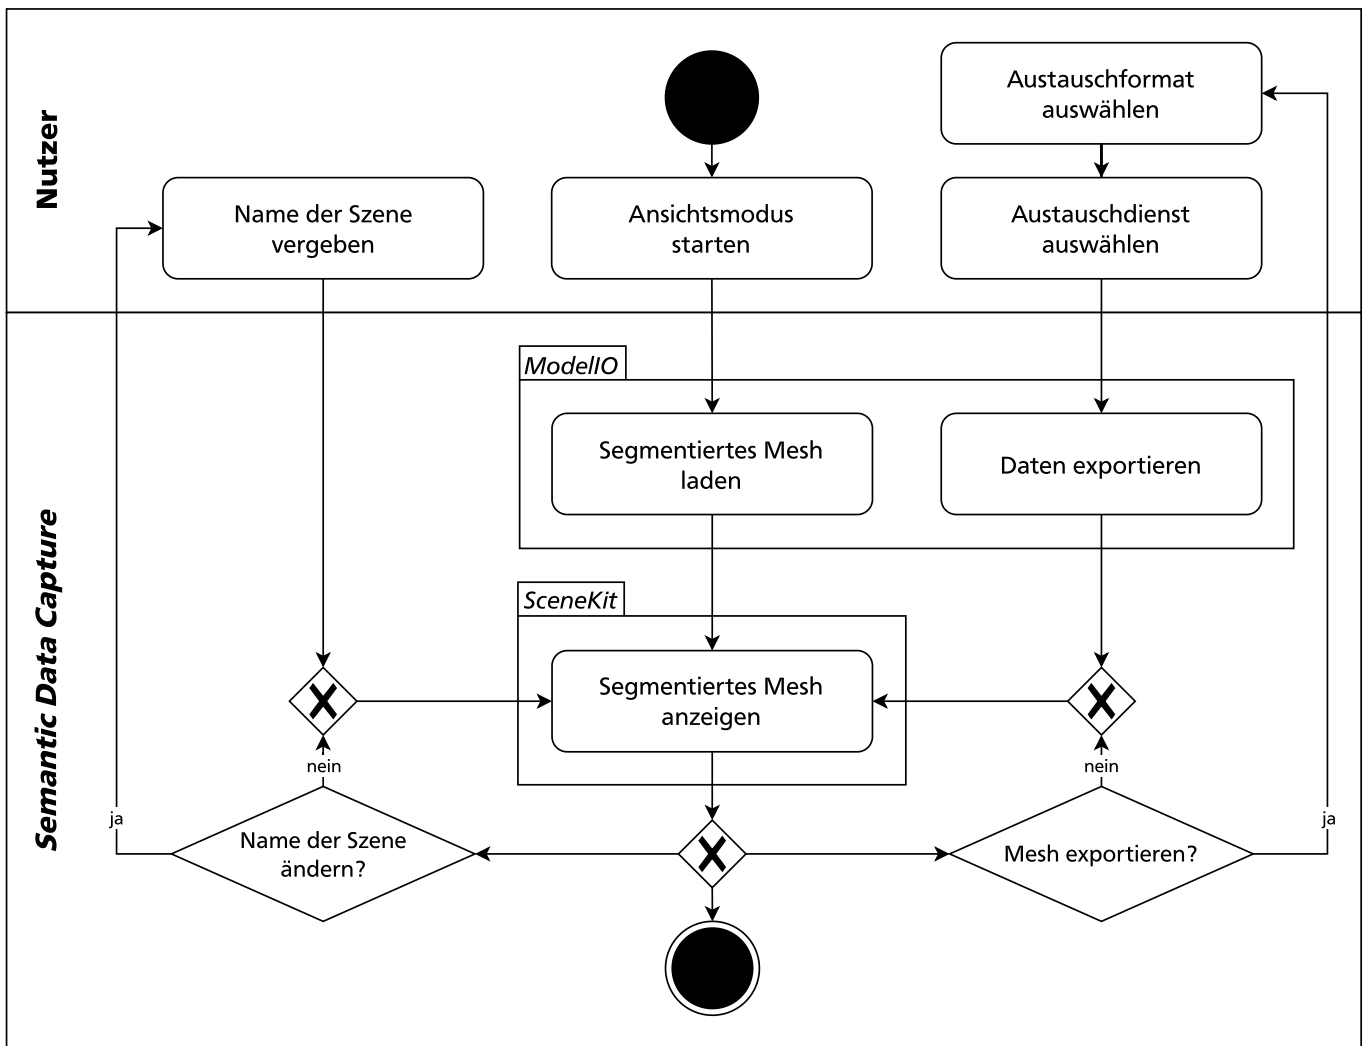 Nutzer
Austauschformat
auswählen
Name der Szene
vergeben
Ansichtsmodus
starten
Austauschdienst
auswählen
Semantic Data Capture
ModelIO
Segmentiertes Mesh
laden
Daten exportieren
SceneKit
Segmentiertes Mesh
anzeigen
X
X
nein
nein
ja
ja
Name der Szene
ändern?
X
Mesh exportieren?